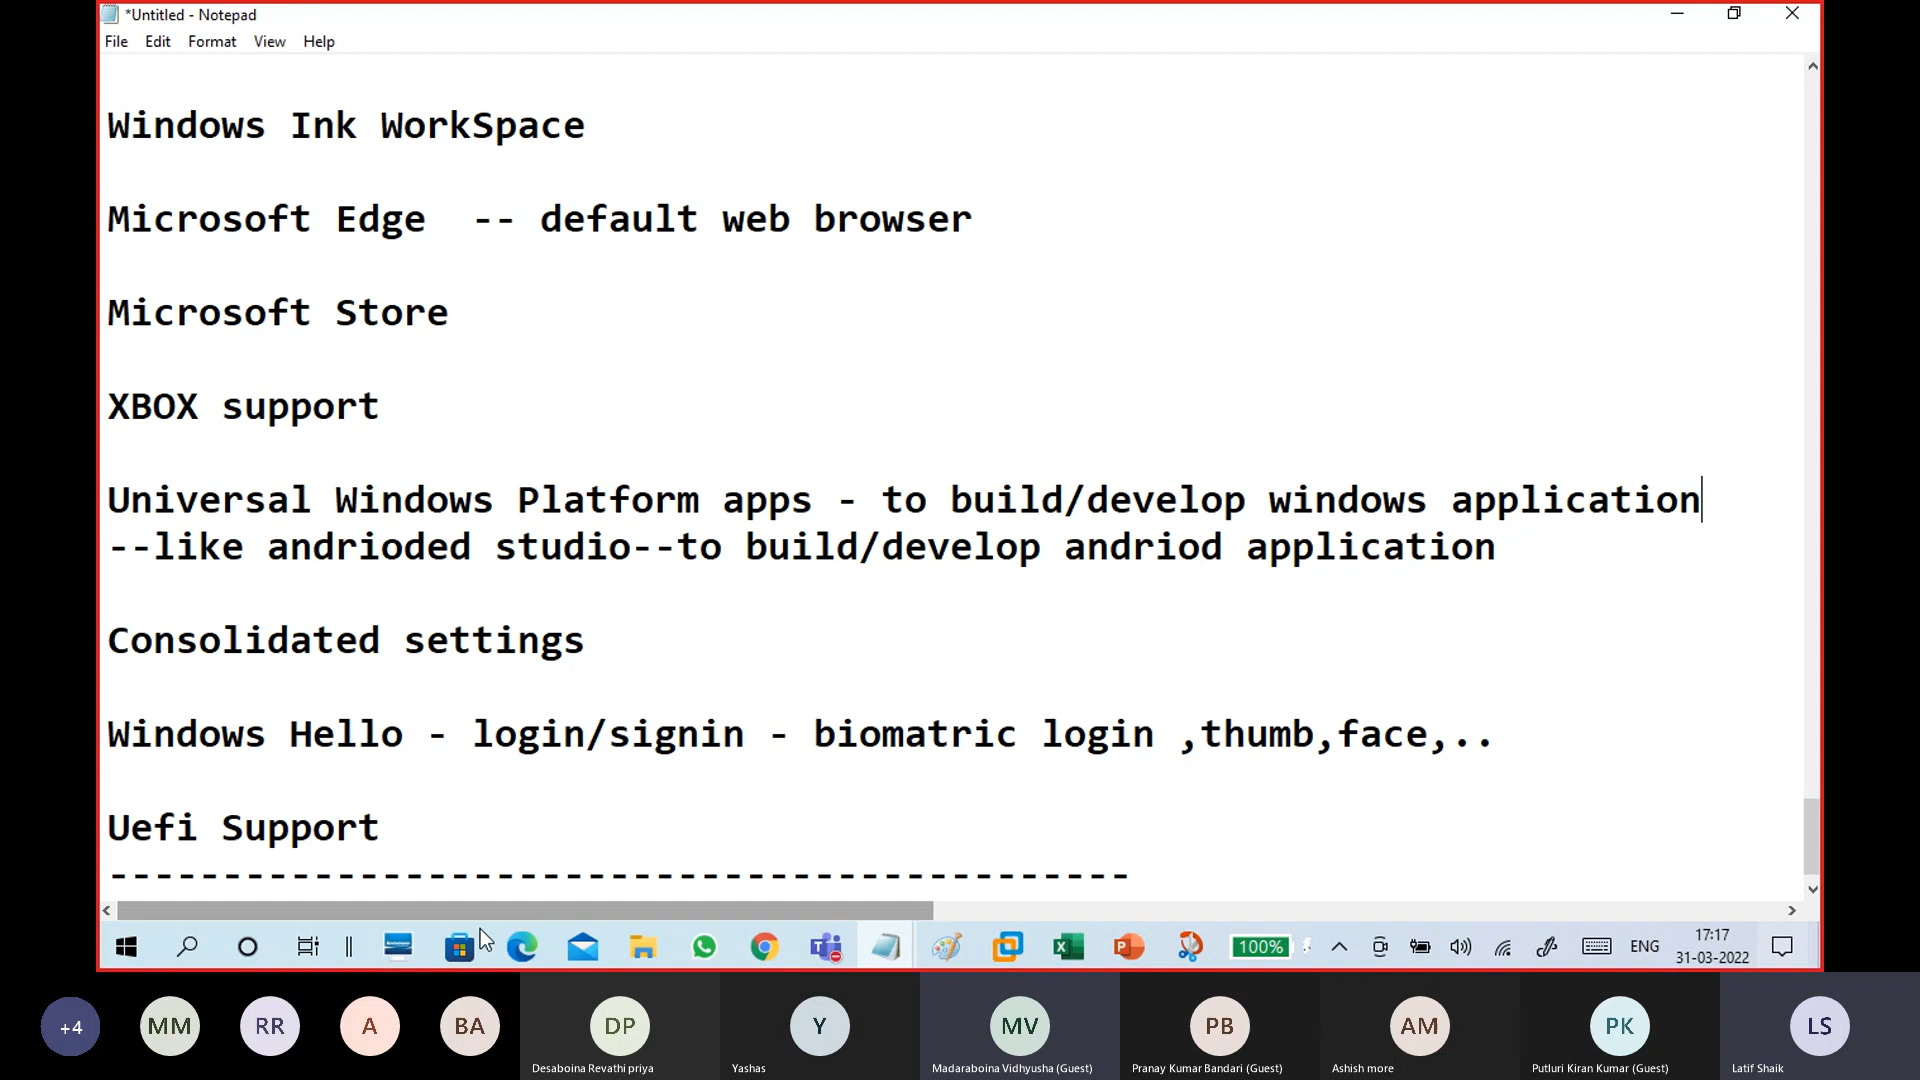 *Untitled - Notepad
File Edit Format View Help
Windows Ink WorkSpace
Microsoft Edge  -- default web browser
Microsoft Store
XBOX support
Universal Windows Platform apps - to build/develop windows application
--like andrioded studio--to build/develop andriod application
Consolidated settings
Windows Hello - login/signin - biomatric login ,thumb,face,..
Uefi Support
---------------------------------------------
100% ENG 17:17
31-03-2022
+4 MM RR A BA DP Y MV PB AM PK LS
Desaboina Revathi priya Yashas Madaraboina Vidhyusha (Guest) Pranay Kumar Bandari (Guest) Ashish more Putluri Kiran Kumar (Guest) Latif Shaik